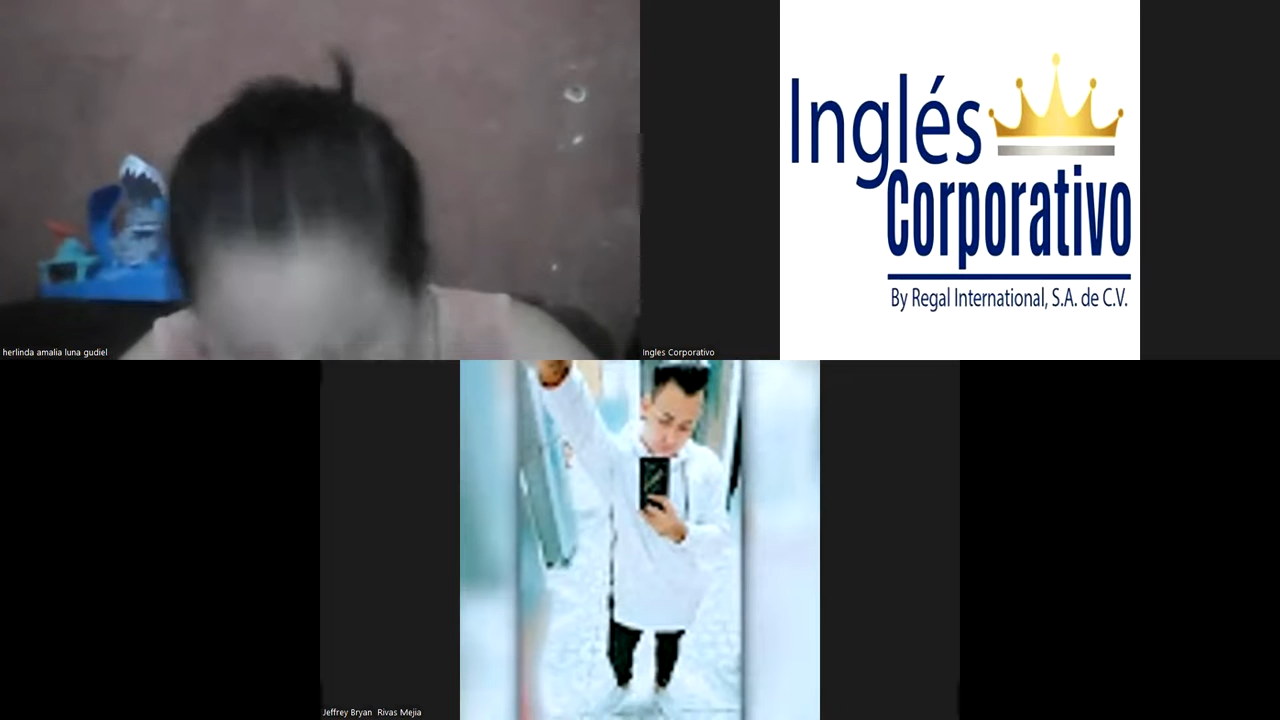 herlinda amalia luna gudiel
Inglés
Corporativo
By Regal International, S.A. de C.V.
Ingles Corporativo
Jeffrey Bryan Rivas Mejia